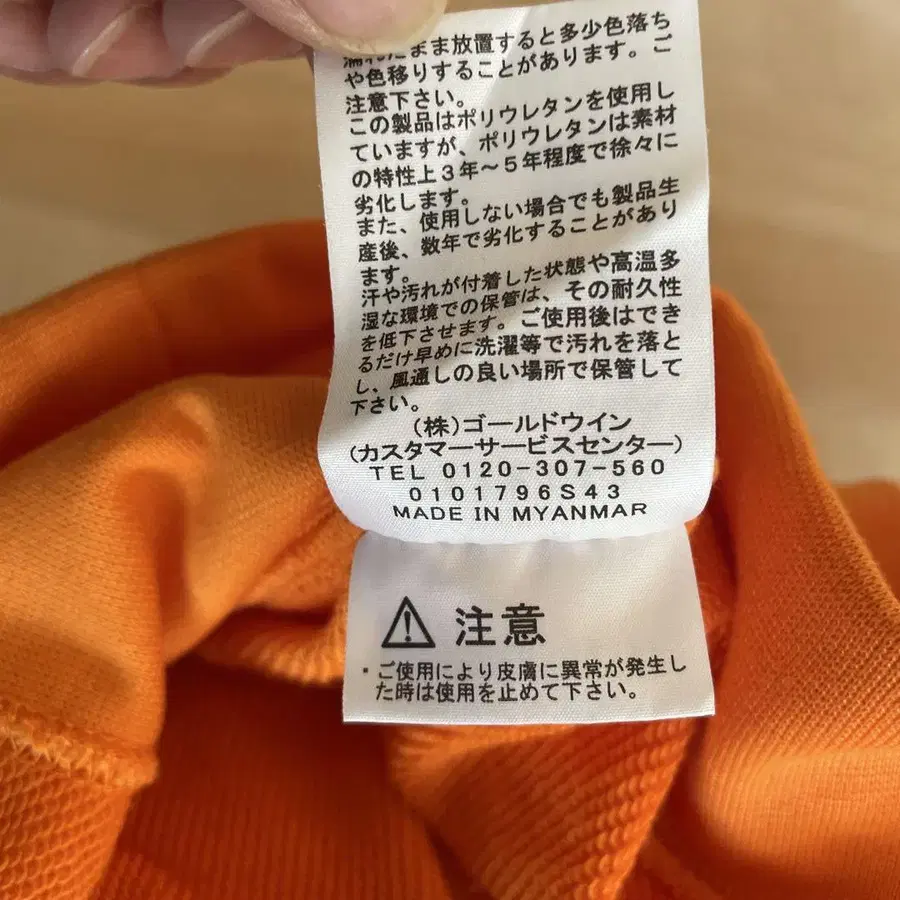 濡れたまま放置すると多少色落ち
や色移りすることがあります。ご
注意下さい。
この製品はポリウレタンを使用し
ていますが、ポリウレタンは素材
の特性上3年～5年程度で徐々に
劣化します。
また、使用しない場合でも製品生
産後、数年で劣化することがあり
ます。
汗や汚れが付着した状態や高温多
湿な環境での保管は、その耐久性
を低下させます。ご使用後はでき
るだけ早めに洗濯等で汚れを落と
し、風通しの良い場所で保管して
下さい。
(株)ゴールドウイン
(カスタマーサービスセンター)
TEL 0120-307-560
0101796S43
MADE IN MYANMAR
注意
・ご使用により皮膚に異常が発生し
た時は使用を止めて下さい。